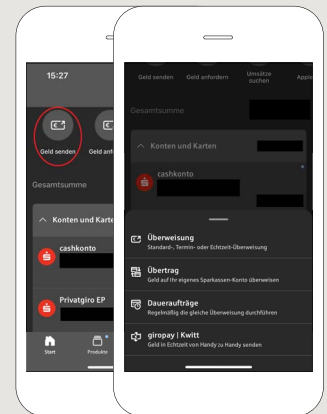 15:27
Geld senden
Geld anf
Gesamtsumme
Konten und Karte
cashkonto
Privatgiro EP
Start
Produkte
Geld senden
Geld anfordern
Umsätze
suchen
Apple
Gesamtsumme
Konten und Karten
cashkonto
Überweisung
Standard-, Termin- oder Echtzeit-Überweisung
Übertrag
Geld auf Ihr eigenes Sparkassen-Konto überweisen
Daueraufträge
Regelmäßig die gleiche Überweisung durchführen
giropay | Kwitt
Geld in Echtzeit von Handy zu Handy senden